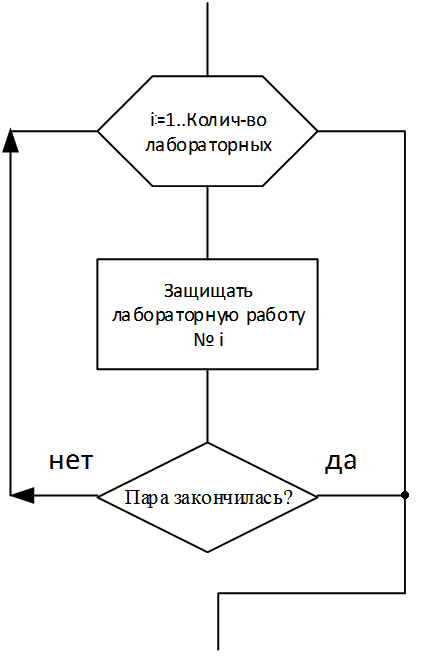 i:=1..Колич-во
лабораторных
Защищать
лабораторную работу
№ i
нет
да
Пара закончилась?